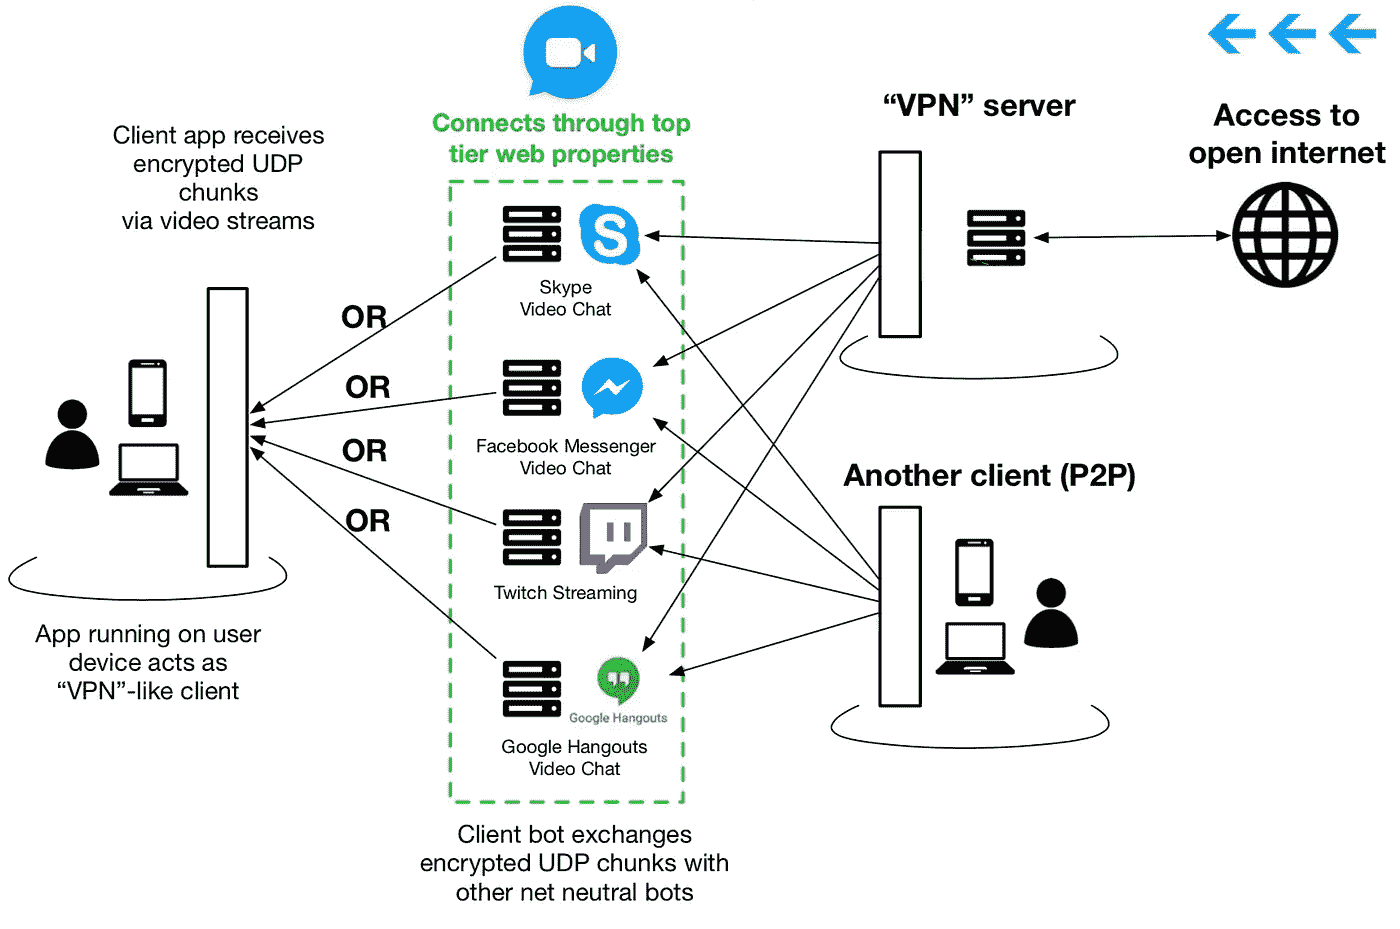 Connects through top
tier web properties
Client app receives
encrypted UDP
chunks
via video streams
"VPN" server
Access to
open internet
S
Skype
Video Chat
OR
OR
OR
OR
Facebook Messenger
Video Chat
Another client (P2P)
Twitch Streaming
App running on user
device acts as
"VPN"-like client
Google Hangouts
Google Hangouts
Video Chat
Client bot exchanges
encrypted UDP chunks with
other net neutral bots